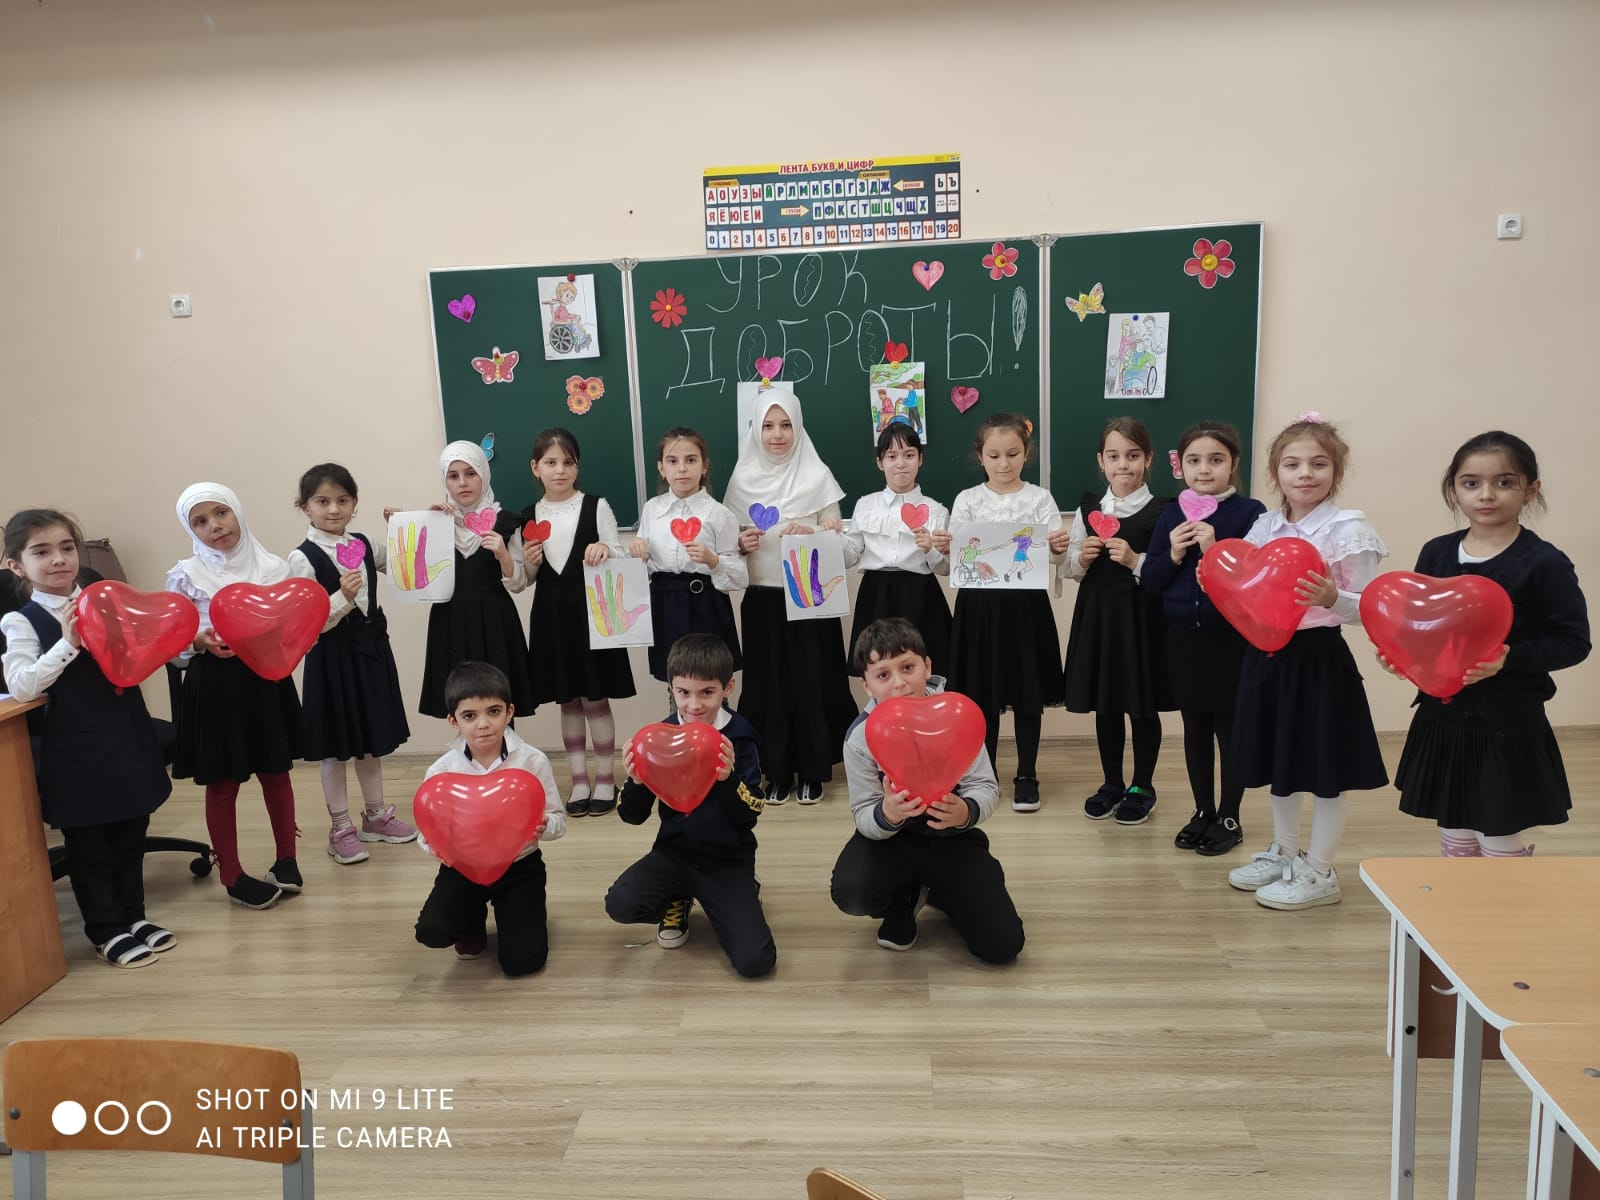 ЛЕНТА БУКВ И ЦИФР
А О У Э Ы Й Р Л М Н Б В Г З Д Ж Ь Ъ
Я Ё Ю Е И П Ф К С Т Ш Ц Ч Щ Х
0 1 2 3 4 5 6 7 8 9 10 11 12 13 14 15 16 17 18 19 20
УРОК
ДОБРОТЫ!
SHOT ON MI 9 LITE
AI TRIPLE CAMERA